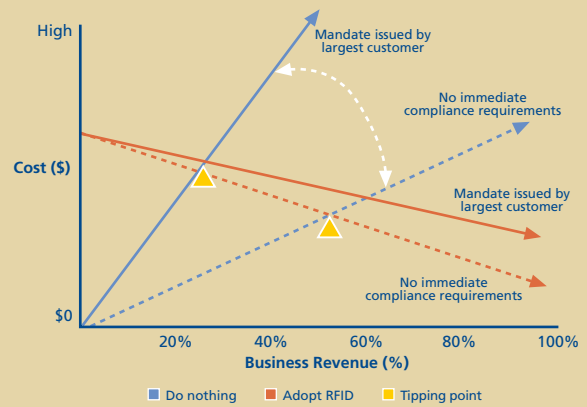 High
Mandate issued by
largest customer
No immediate
compliance requirements
Cost ($)
Mandate issued by
largest customer
No immediate
compliance requirements
$0
20% 40% 60% 80% 100%
Business Revenue (%)
Do nothing Adopt RFID Tipping point